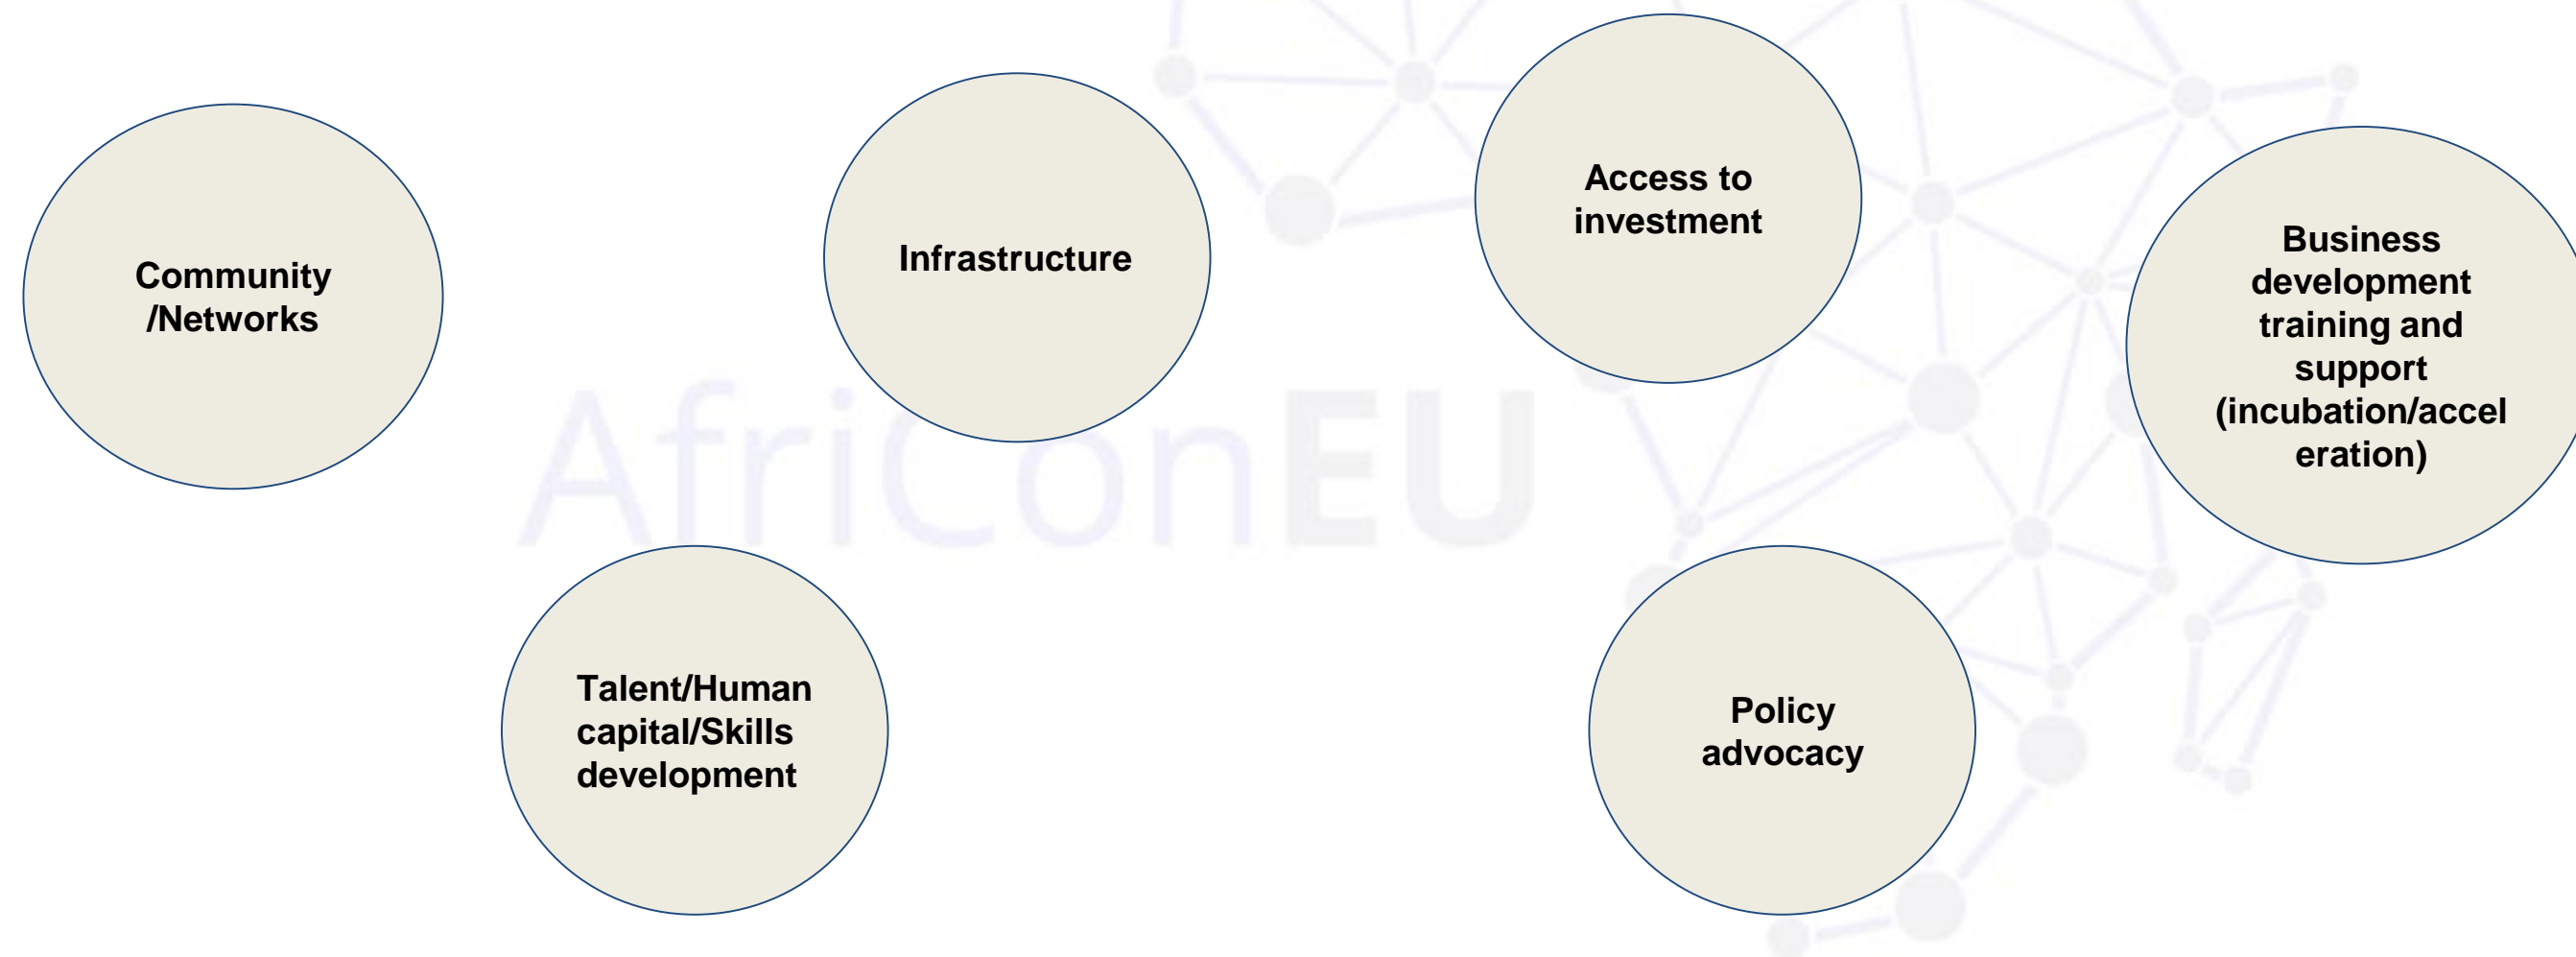 Community
/Networks
Infrastructure
Access to
investment
Business
development
training and
support
(incubation/accel
eration)
AfriConEU
Talent/Human
capital/Skills
development
Policy
advocacy